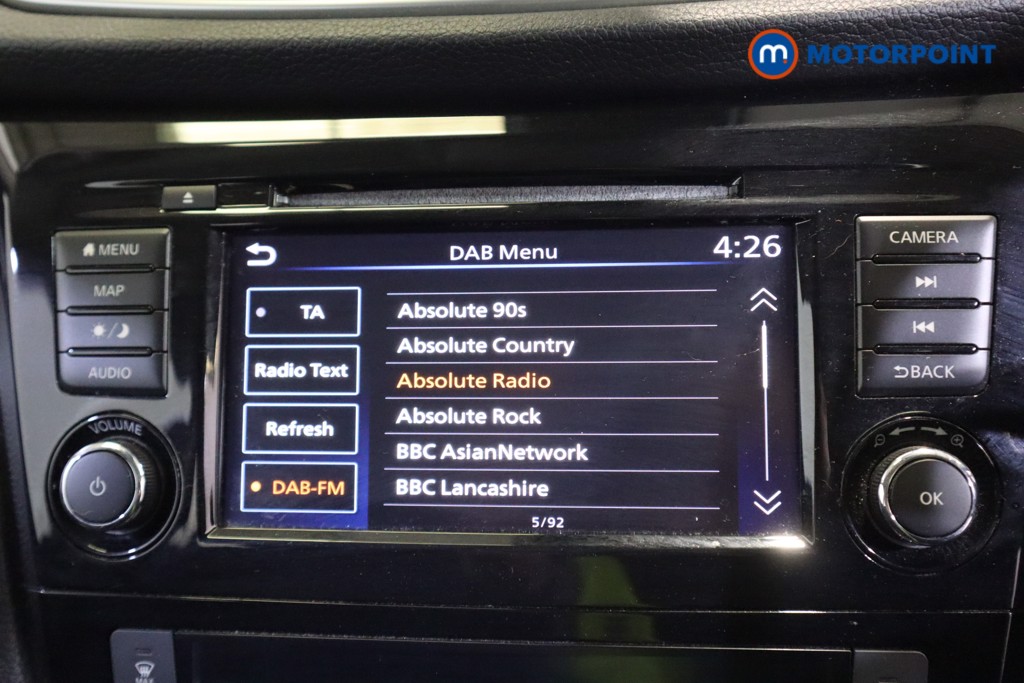 m MOTORPOINT
MENU
MAP
AUDIO
VOLUME
DAB Menu
4:26
TA
Radio Text
Refresh
DAB-FM
Absolute 90s
Absolute Country
Absolute Radio
Absolute Rock
BBC AsianNetwork
BBC Lancashire
5/92
CAMERA
BACK
OK
MAX